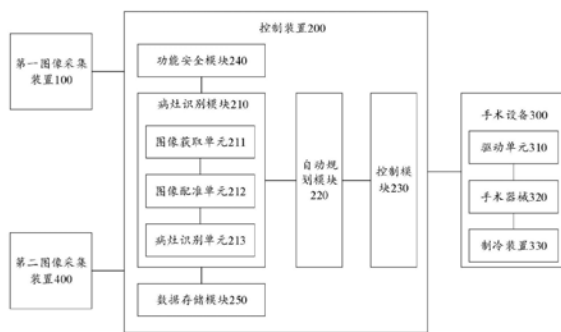 控制装置200
第一图像采集
装置100
功能安全模块240
病灶识别模块210
图像获取单元211
图像配准单元212
病灶识别单元213
自动规
划模块
220
控制模
块230
手术设备300
驱动单元310
手术器械320
制冷装置330
第二图像采集
装置400
数据存储模块250